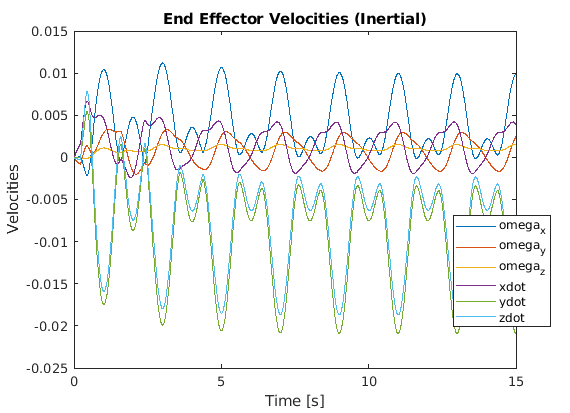 End Effector Velocities (Inertial)
0.015
0.01
0.005
0
-0.005
-0.01
-0.015
-0.02
-0.025
Velocities
0 5 10 15
Time [s]
omega_x
omega_y
omega_z
xdot
ydot
zdot